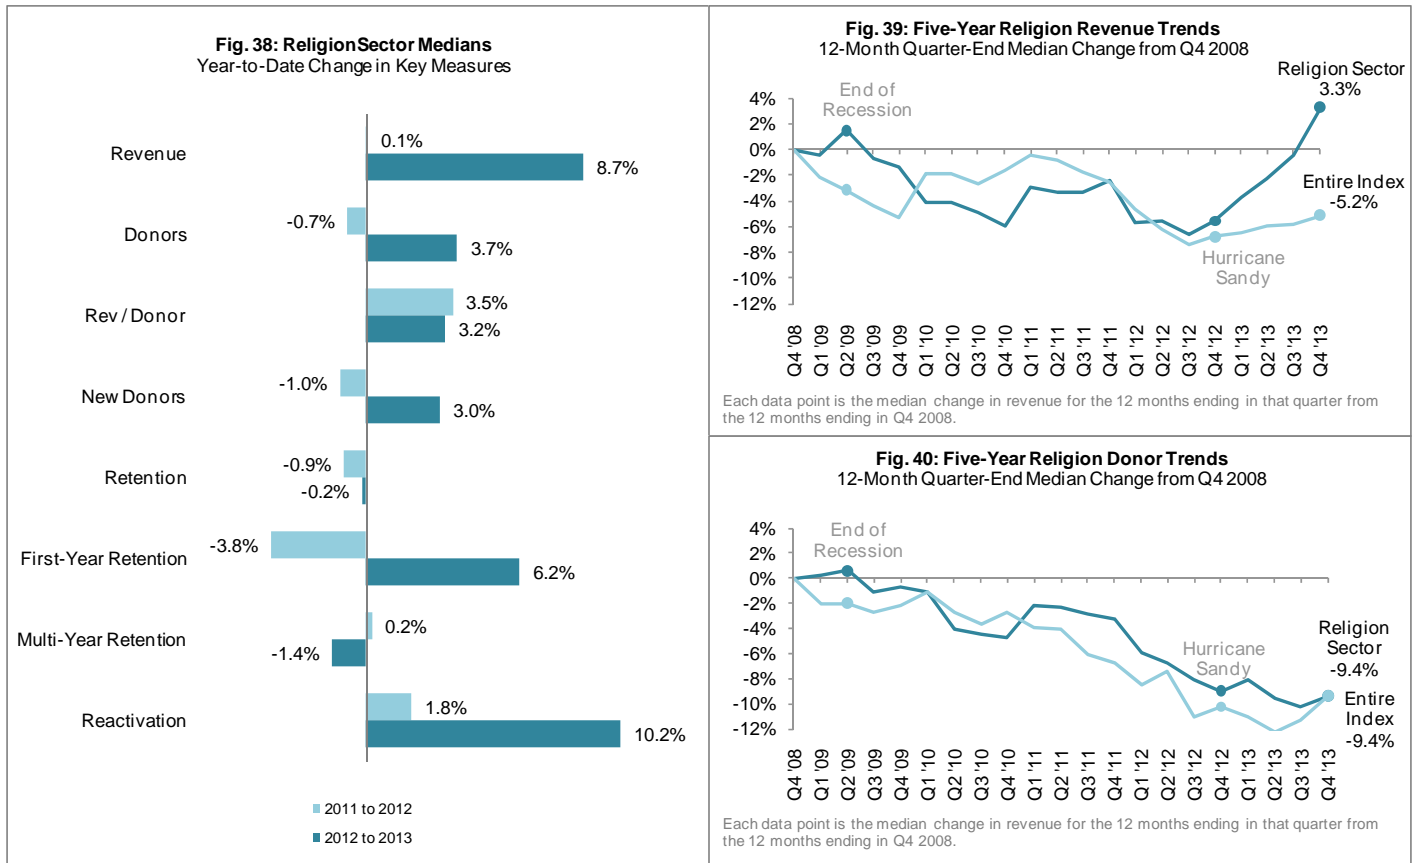 Fig. 38: Religion Sector Medians
Year-to-Date Change in Key Measures
Revenue
0.1%
8.7%
Donors
-0.7%
3.7%
Rev / Donor
3.5%
3.2%
New Donors
-1.0%
3.0%
Retention
-0.9%
-0.2%
First-Year Retention
-3.8%
6.2%
Multi-Year Retention
0.2%
-1.4%
Reactivation
1.8%
10.2%
2011 to 2012
2012 to 2013
Fig. 39: Five-Year Religion Revenue Trends
12-Month Quarter-End Median Change from Q4 2008
Religion Sector
3.3%
End of
Recession
4%
2%
0%
-2%
-4%
-6%
-8%
-10%
-12%
Entire Index
-5.2%
Hurricane
Sandy
Q4 '08
Q1 '09
Q2 '09
Q3 '09
Q4 '09
Q1 '10
Q2 '10
Q3 '10
Q4 '10
Q1 '11
Q2 '11
Q3 '11
Q4 '11
Q1 '12
Q2 '12
Q3 '12
Q4 '12
Q1 '13
Q2 '13
Q3 '13
Q4 '13
Each data point is the median change in revenue for the 12 months ending in that quarter from
the 12 months ending in Q4 2008.
Fig. 40: Five-Year Religion Donor Trends
12-Month Quarter-End Median Change from Q4 2008
End of
Recession
4%
2%
0%
-2%
-4%
-6%
-8%
-10%
-12%
Hurricane
Sandy
Religion
Sector
-9.4%
Entire
Index
-9.4%
Q4 '08
Q1 '09
Q2 '09
Q3 '09
Q4 '09
Q1 '10
Q2 '10
Q3 '10
Q4 '10
Q1 '11
Q2 '11
Q3 '11
Q4 '11
Q1 '12
Q2 '12
Q3 '12
Q4 '12
Q1 '13
Q2 '13
Q3 '13
Q4 '13
Each data point is the median change in revenue for the 12 months ending in that quarter from
the 12 months ending in Q4 2008.